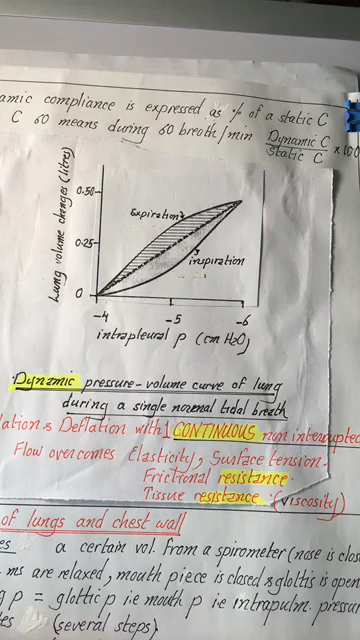 amic compliance is expressed as % of a static C
C 60 means during 60 breath/min Dynamic C / static C × 100
Lung volume changes (litres)
0.50
Expiration
0.25
inspiration
0
-4 -5 -6
intrapleural p (cm H2O)
Dynamic pressure-volume curve of lung
during a single normal tidal breath
lation & Deflation with 1 CONTINUOUS non interrupted
Flow overcomes Elasticity, Surface tension.
Frictional resistance.
Tissue resistance. (viscosity)
of lungs and chest wall
a certain vol. from a spirometer (nose is clos
ms are relaxed, mouth piece is closed & glottis is open
g p = glottic p i.e mouth p i.e intrapulm. pressu
(several steps)